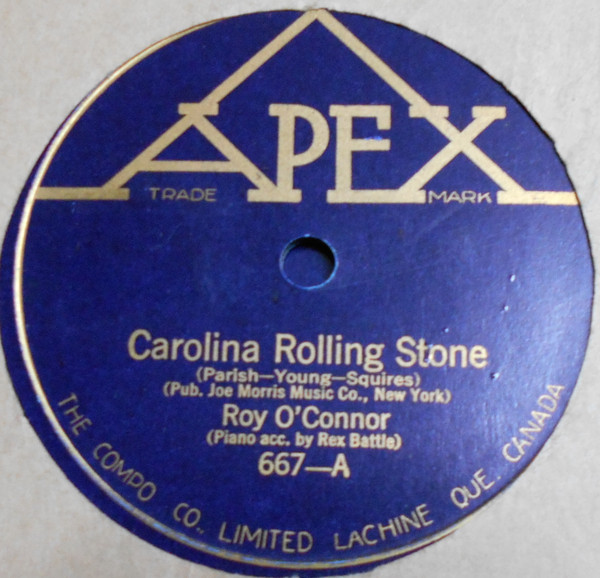 APEX
TRADE MARK
Carolina Rolling Stone
(Parish—Young—Squires)
(Pub. Joe Morris Music Co., New York)
Roy O'Connor
(Piano acc. by Rex Battle)
667—A
THE COMPO CO., LIMITED LACHINE QUE. CANADA